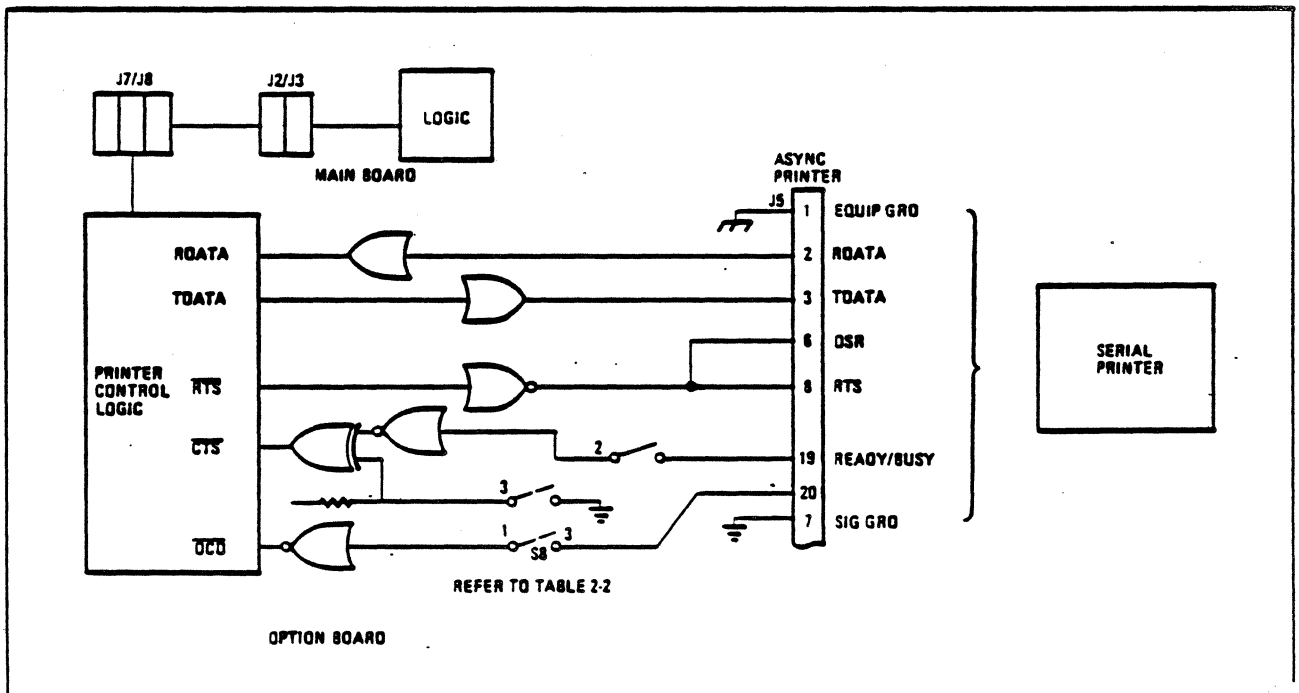 J7/J8
J2/J3
LOGIC
MAIN BOARD
ASYNC
PRINTER
J5
1 EQUIP GRD
RDATA
2 RDATA
TDATA
3 TDATA
6 DSR
PRINTER
CONTROL
LOGIC
RTS
8 RTS
SERIAL
PRINTER
CTS
2
19 READY/BUSY
3
20
7 SIG GRD
DCD
1
3
S8
REFER TO TABLE 2-2
OPTION BOARD